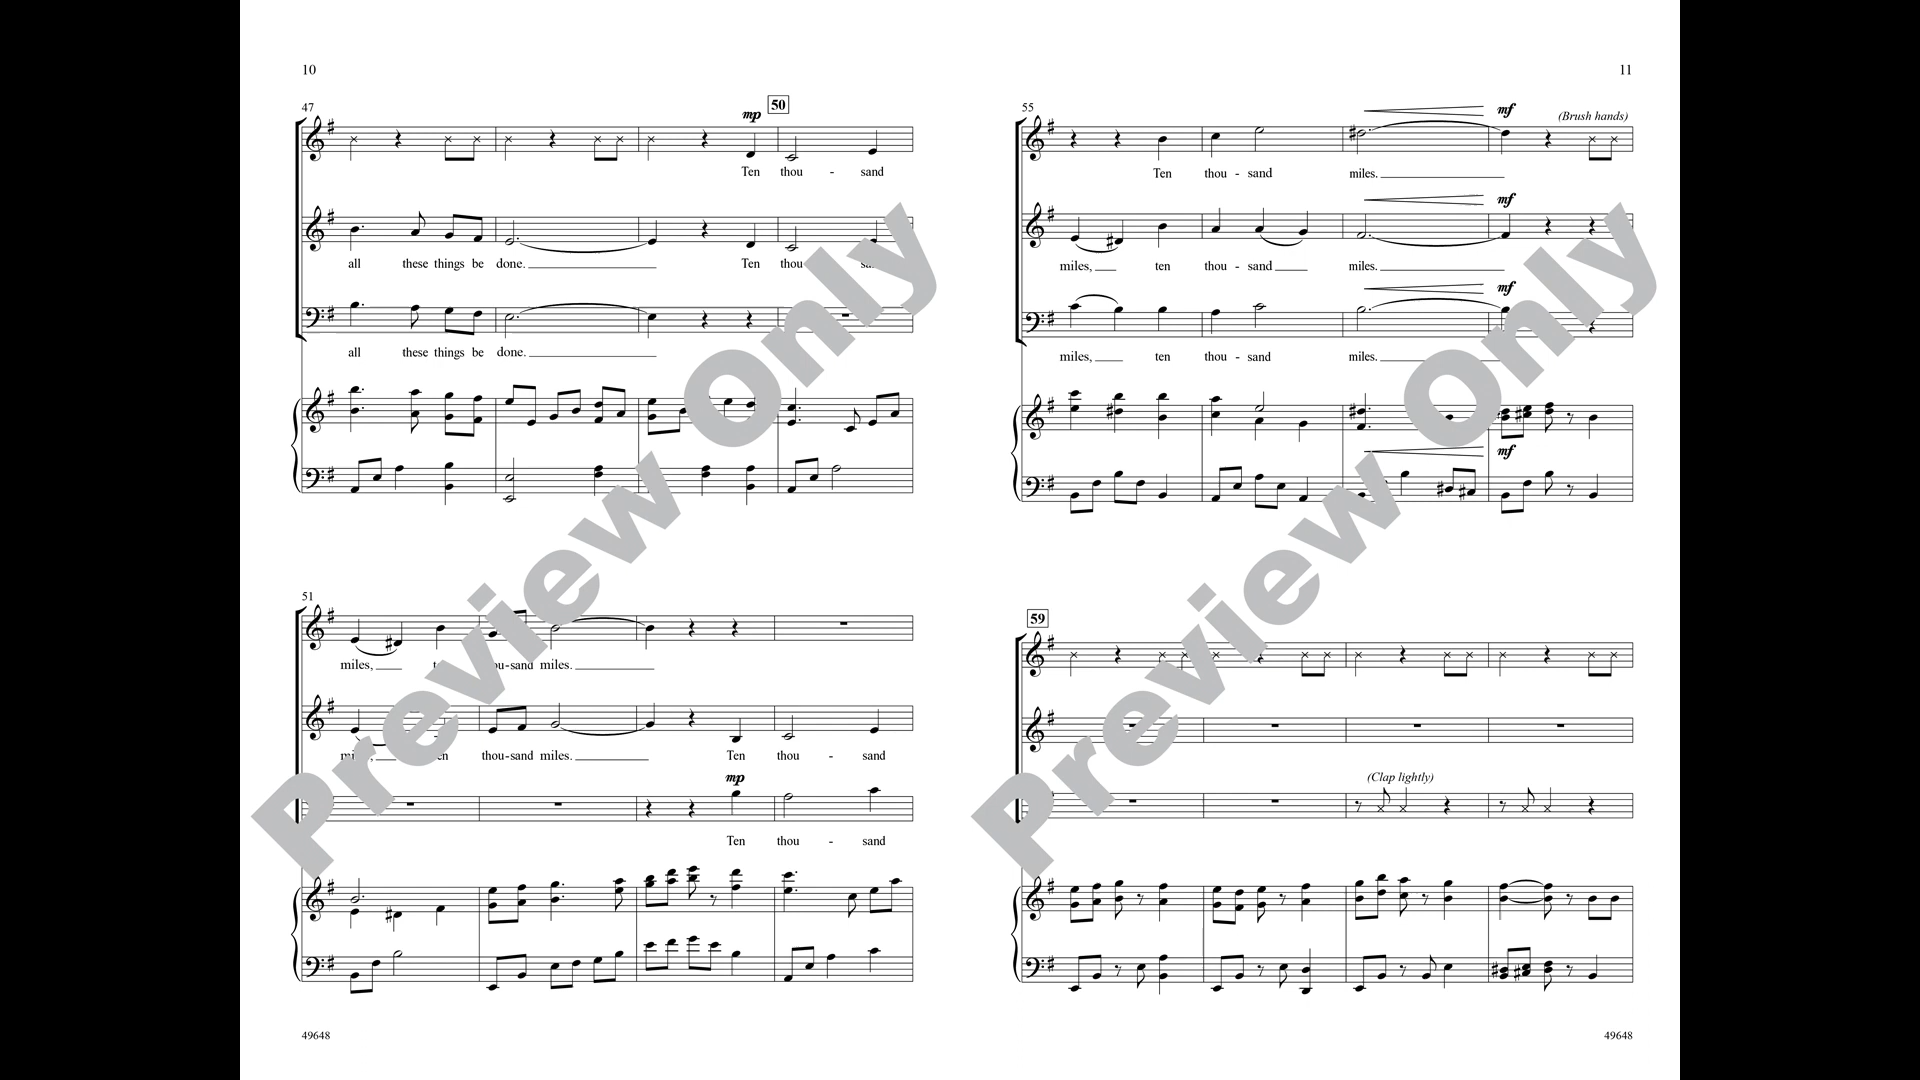 10
47
mp
50
Ten thou - sand
all these things be done. Ten thou
all these things be done.
51
miles, ou-sand miles.
en thou-sand miles. Ten thou - sand
mp
Ten thou - sand
49648
11
55
mf
(Brush hands)
Ten thou - sand miles.
mf
miles, ten thou - sand miles.
mf
miles, ten thou - sand miles.
mf
59
(Clap lightly)
49648
Preview Only
Preview Only